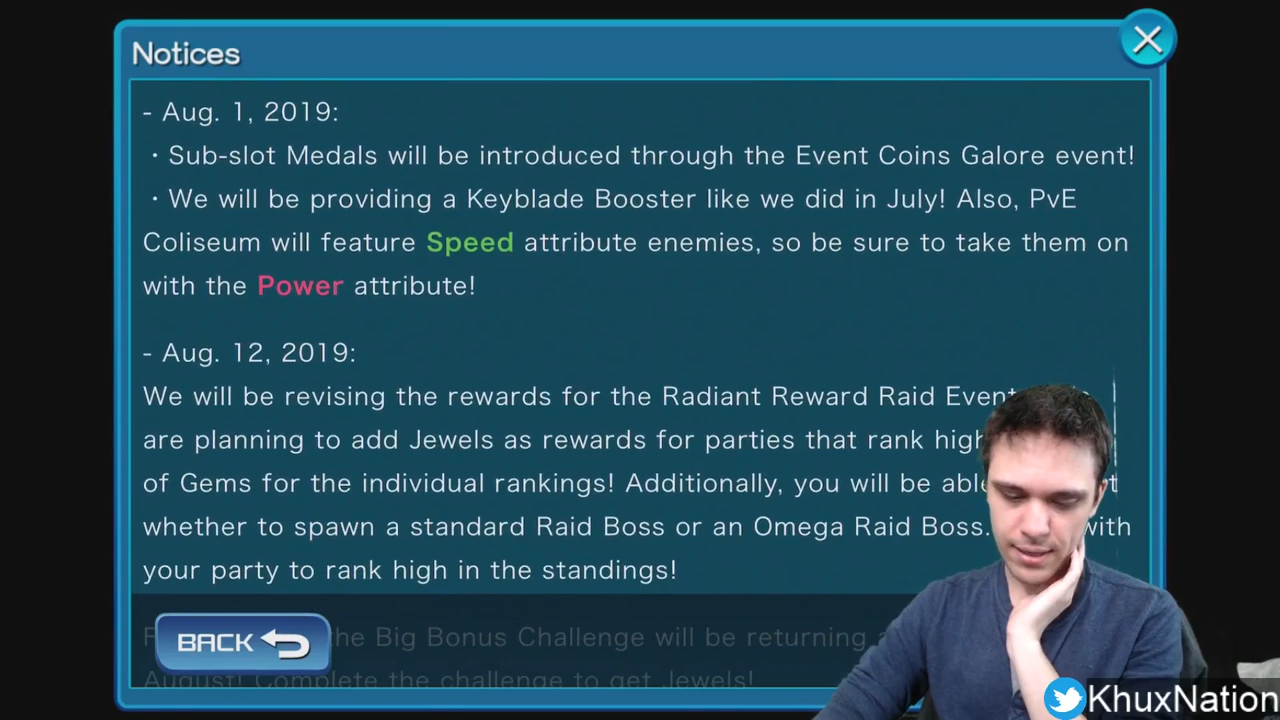 Notices
- Aug. 1, 2019:
・Sub-slot Medals will be introduced through the Event Coins Galore event!
・We will be providing a Keyblade Booster like we did in July! Also, PvE
Coliseum will feature Speed attribute enemies, so be sure to take them on
with the Power attribute!
- Aug. 12, 2019:
We will be revising the rewards for the Radiant Reward Raid Event
are planning to add Jewels as rewards for parties that rank high
of Gems for the individual rankings! Additionally, you will be able
whether to spawn a standard Raid Boss or an Omega Raid Boss. with
your party to rank high in the standings!
the Big Bonus Challenge will be returning
August! Complete the challenge to get Jewels!
BACK
KhuxNation